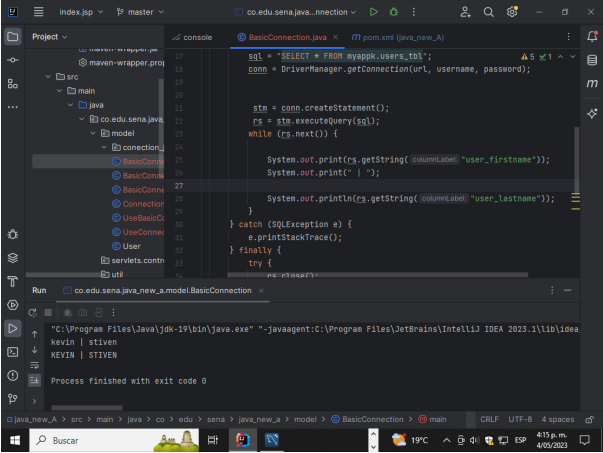 index.jsp
master
co.edu.sena.java...nnection
Project
console
BasicConnection.java
pom.xml (java_new_A)
maven-wrapper.jar
maven-wrapper.prop
src
main
java
co.edu.sena.java_
model
conection_
BasicConn
BasicConn
BasicConn
Connection
UseBasicC
UseConnec
User
servlets.contro
util
5 1
17 sql = "SELECT * FROM myappk.users_tbl";
18 conn = DriverManager.getConnection(url, username, password);
21 stm = conn.createStatement();
22 rs = stm.executeQuery(sql);
23 while (rs.next()) {
24
25 System.out.print(rs.getString( columnLabel: "user_firstname"));
26 System.out.print(" | ");
27
28 System.out.println(rs.getString( columnLabel: "user_lastname"));
29 }
30 } catch (SQLException e) {
31 e.printStackTrace();
32 } finally {
33 try {
34 rs.close();
Run
co.edu.sena.java_new_a.model.BasicConnection
"C:\Program Files\Java\jdk-19\bin\java.exe" "-javaagent:C:\Program Files\JetBrains\IntelliJ IDEA 2023.1\lib\idea_
kevin | stiven
KEVIN | STIVEN
Process finished with exit code 0
java_new_A > src > main > java > co > edu > sena > java_new_a > model > BasicConnection > main
CRLF UTF-8 4 spaces
Buscar
19°C
ESP
4:15 p. m.
4/05/2023